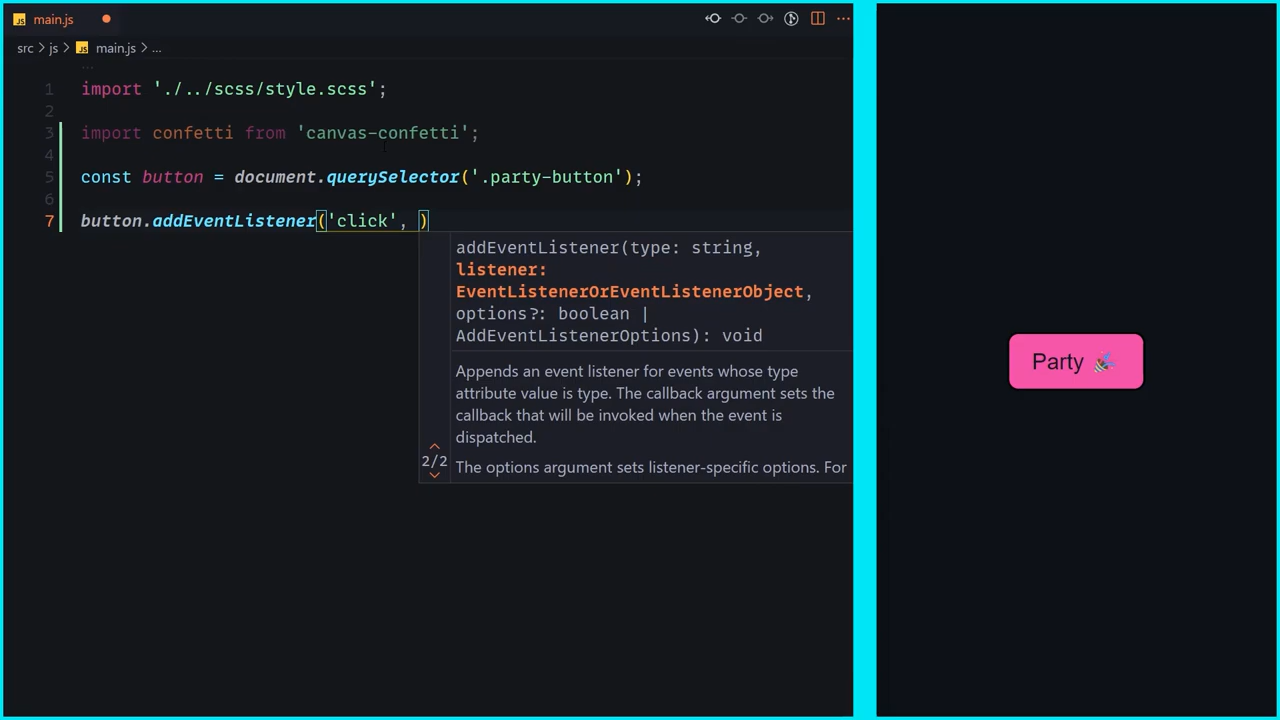 JS main.js
src > js > JS main.js > ...
...
1 import './../scss/style.scss';
2
3 import confetti from 'canvas-confetti';
4
5 const button = document.querySelector('.party-button');
6
7 button.addEventListener('click', )
addEventListener(type: string,
listener:
EventListenerOrEventListenerObject,
options?: boolean |
AddEventListenerOptions): void
Appends an event listener for events whose type
attribute value is type. The callback argument sets the
callback that will be invoked when the event is
dispatched.
2/2
The options argument sets listener-specific options. For
Party 🎉